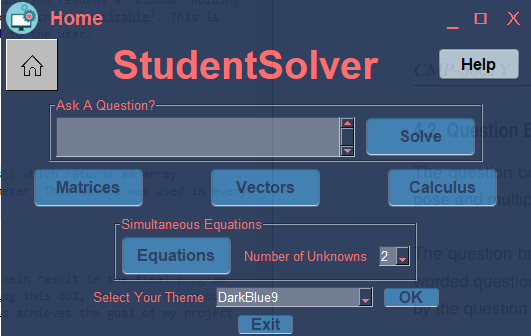 Home
StudentSolver
Help
Ask A Question?
Solve
Matrices
Vectors
Calculus
Simultaneous Equations
Equations
Number of Unknowns 2
Select Your Theme DarkBlue9 OK
Exit